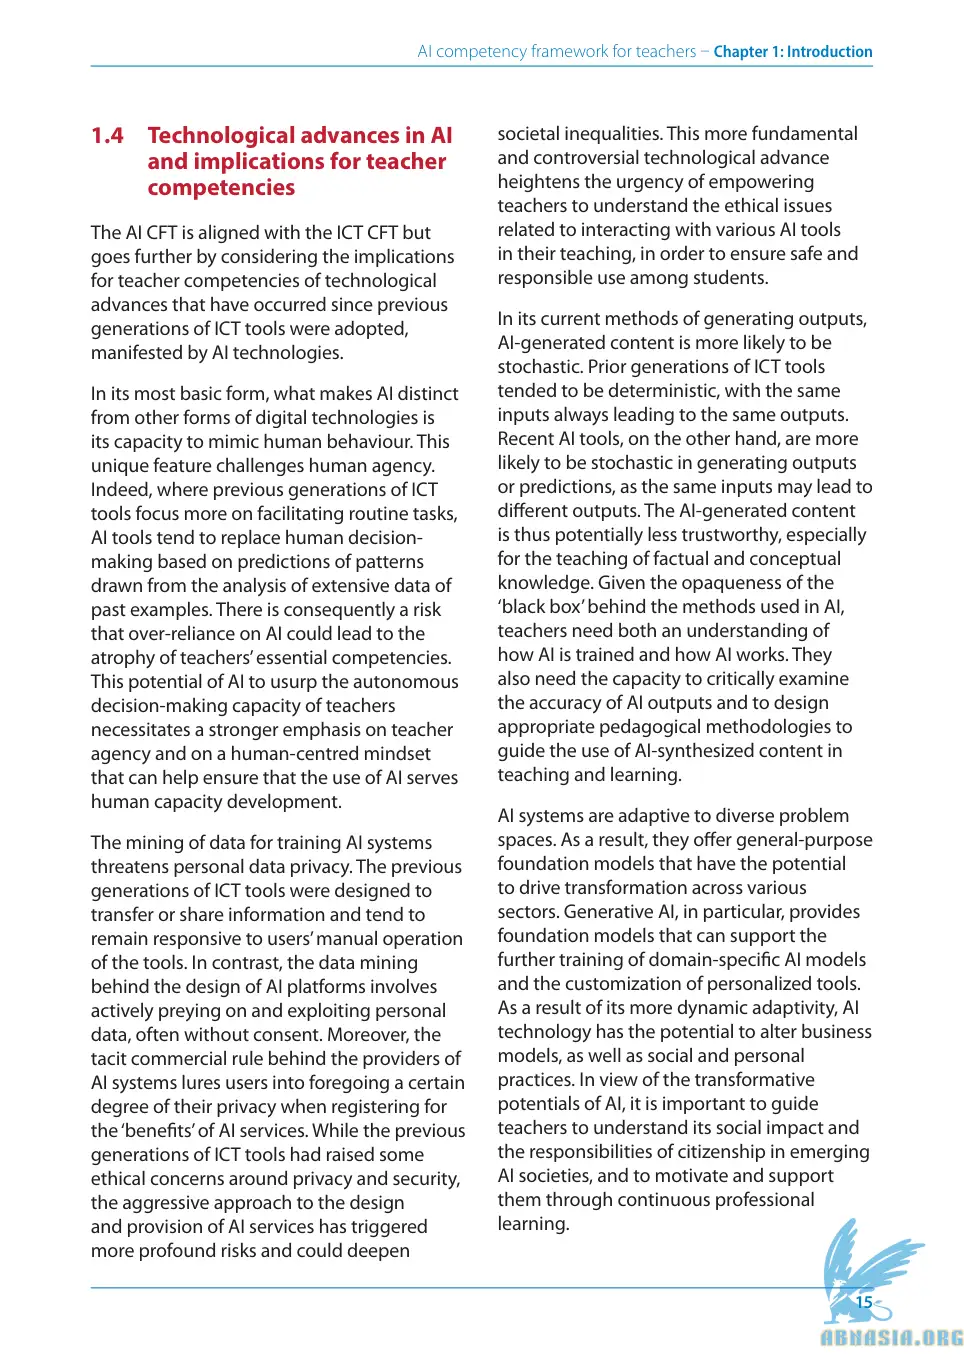 AI competency framework for teachers – Chapter 1: Introduction
1.4 Technological advances in AI
and implications for teacher
competencies
The AI CFT is aligned with the ICT CFT but
goes further by considering the implications
for teacher competencies of technological
advances that have occurred since previous
generations of ICT tools were adopted,
manifested by AI technologies.
In its most basic form, what makes AI distinct
from other forms of digital technologies is
its capacity to mimic human behaviour. This
unique feature challenges human agency.
Indeed, where previous generations of ICT
tools focus more on facilitating routine tasks,
AI tools tend to replace human decision-
making based on predictions of patterns
drawn from the analysis of extensive data of
past examples. There is consequently a risk
that over-reliance on AI could lead to the
atrophy of teachers’ essential competencies.
This potential of AI to usurp the autonomous
decision-making capacity of teachers
necessitates a stronger emphasis on teacher
agency and on a human-centred mindset
that can help ensure that the use of AI serves
human capacity development.
The mining of data for training AI systems
threatens personal data privacy. The previous
generations of ICT tools were designed to
transfer or share information and tend to
remain responsive to users’ manual operation
of the tools. In contrast, the data mining
behind the design of AI platforms involves
actively preying on and exploiting personal
data, often without consent. Moreover, the
tacit commercial rule behind the providers of
AI systems lures users into foregoing a certain
degree of their privacy when registering for
the ‘benefits’ of AI services. While the previous
generations of ICT tools had raised some
ethical concerns around privacy and security,
the aggressive approach to the design
and provision of AI services has triggered
more profound risks and could deepen
societal inequalities. This more fundamental
and controversial technological advance
heightens the urgency of empowering
teachers to understand the ethical issues
related to interacting with various AI tools
in their teaching, in order to ensure safe and
responsible use among students.
In its current methods of generating outputs,
AI-generated content is more likely to be
stochastic. Prior generations of ICT tools
tended to be deterministic, with the same
inputs always leading to the same outputs.
Recent AI tools, on the other hand, are more
likely to be stochastic in generating outputs
or predictions, as the same inputs may lead to
different outputs. The AI-generated content
is thus potentially less trustworthy, especially
for the teaching of factual and conceptual
knowledge. Given the opaqueness of the
‘black box’ behind the methods used in AI,
teachers need both an understanding of
how AI is trained and how AI works. They
also need the capacity to critically examine
the accuracy of AI outputs and to design
appropriate pedagogical methodologies to
guide the use of AI-synthesized content in
teaching and learning.
AI systems are adaptive to diverse problem
spaces. As a result, they offer general-purpose
foundation models that have the potential
to drive transformation across various
sectors. Generative AI, in particular, provides
foundation models that can support the
further training of domain-specific AI models
and the customization of personalized tools.
As a result of its more dynamic adaptivity, AI
technology has the potential to alter business
models, as well as social and personal
practices. In view of the transformative
potentials of AI, it is important to guide
teachers to understand its social impact and
the responsibilities of citizenship in emerging
AI societies, and to motivate and support
them through continuous professional
learning.
15
ABNASIA.ORG